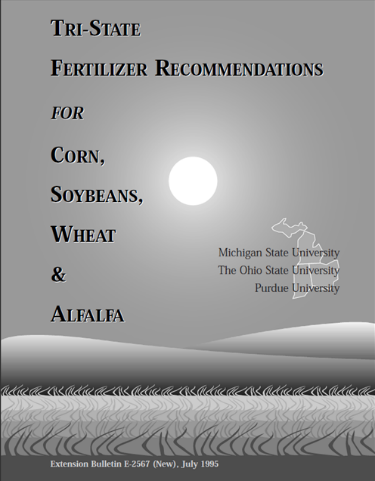 TRI-STATE
FERTILIZER RECOMMENDATIONS
FOR
CORN,
SOYBEANS,
WHEAT
&
ALFALFA
Michigan State University
The Ohio State University
Purdue University
Extension Bulletin E-2567 (New), July 1995